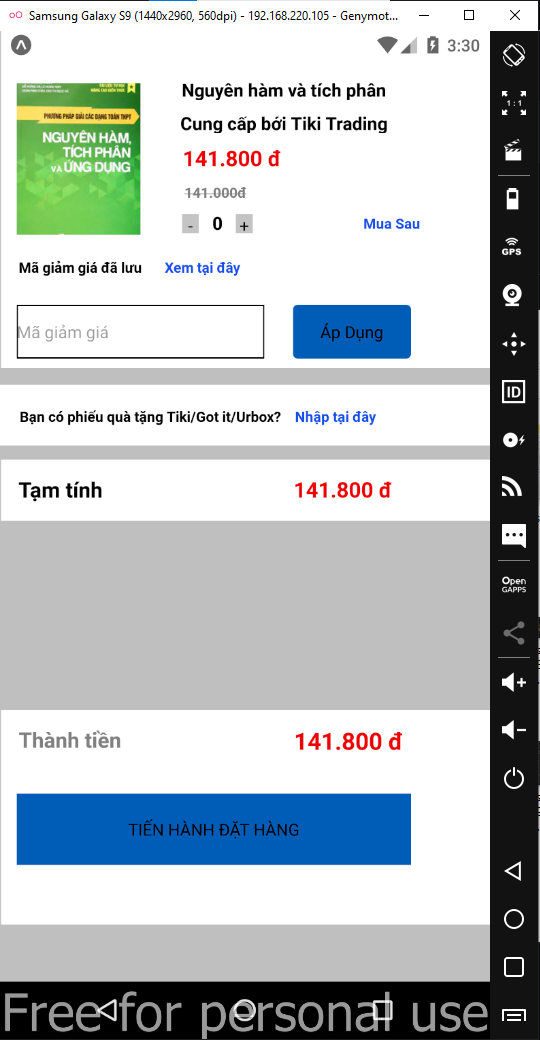 Samsung Galaxy S9 (1440x2960, 560dpi) - 192.168.220.105 - Genymot...
3:30
PHƯƠNG PHÁP GIẢI CÁC DẠNG TOÁN THPT
NGUYÊN HÀM,
TÍCH PHÂN
VÀ ỨNG DỤNG
Nguyên hàm và tích phân
Cung cấp bới Tiki Trading
141.800 đ
141.000đ
- 0 +
Mua Sau
Mã giảm giá đã lưu Xem tại đây
Mã giảm giá
Áp Dụng
Bạn có phiếu quà tặng Tiki/Got it/Urbox? Nhập tại đây
Tạm tính 141.800 đ
Thành tiền 141.800 đ
TIẾN HÀNH ĐẶT HÀNG
Free for personal use
1:1
GPS
ID
Open
GAPPS